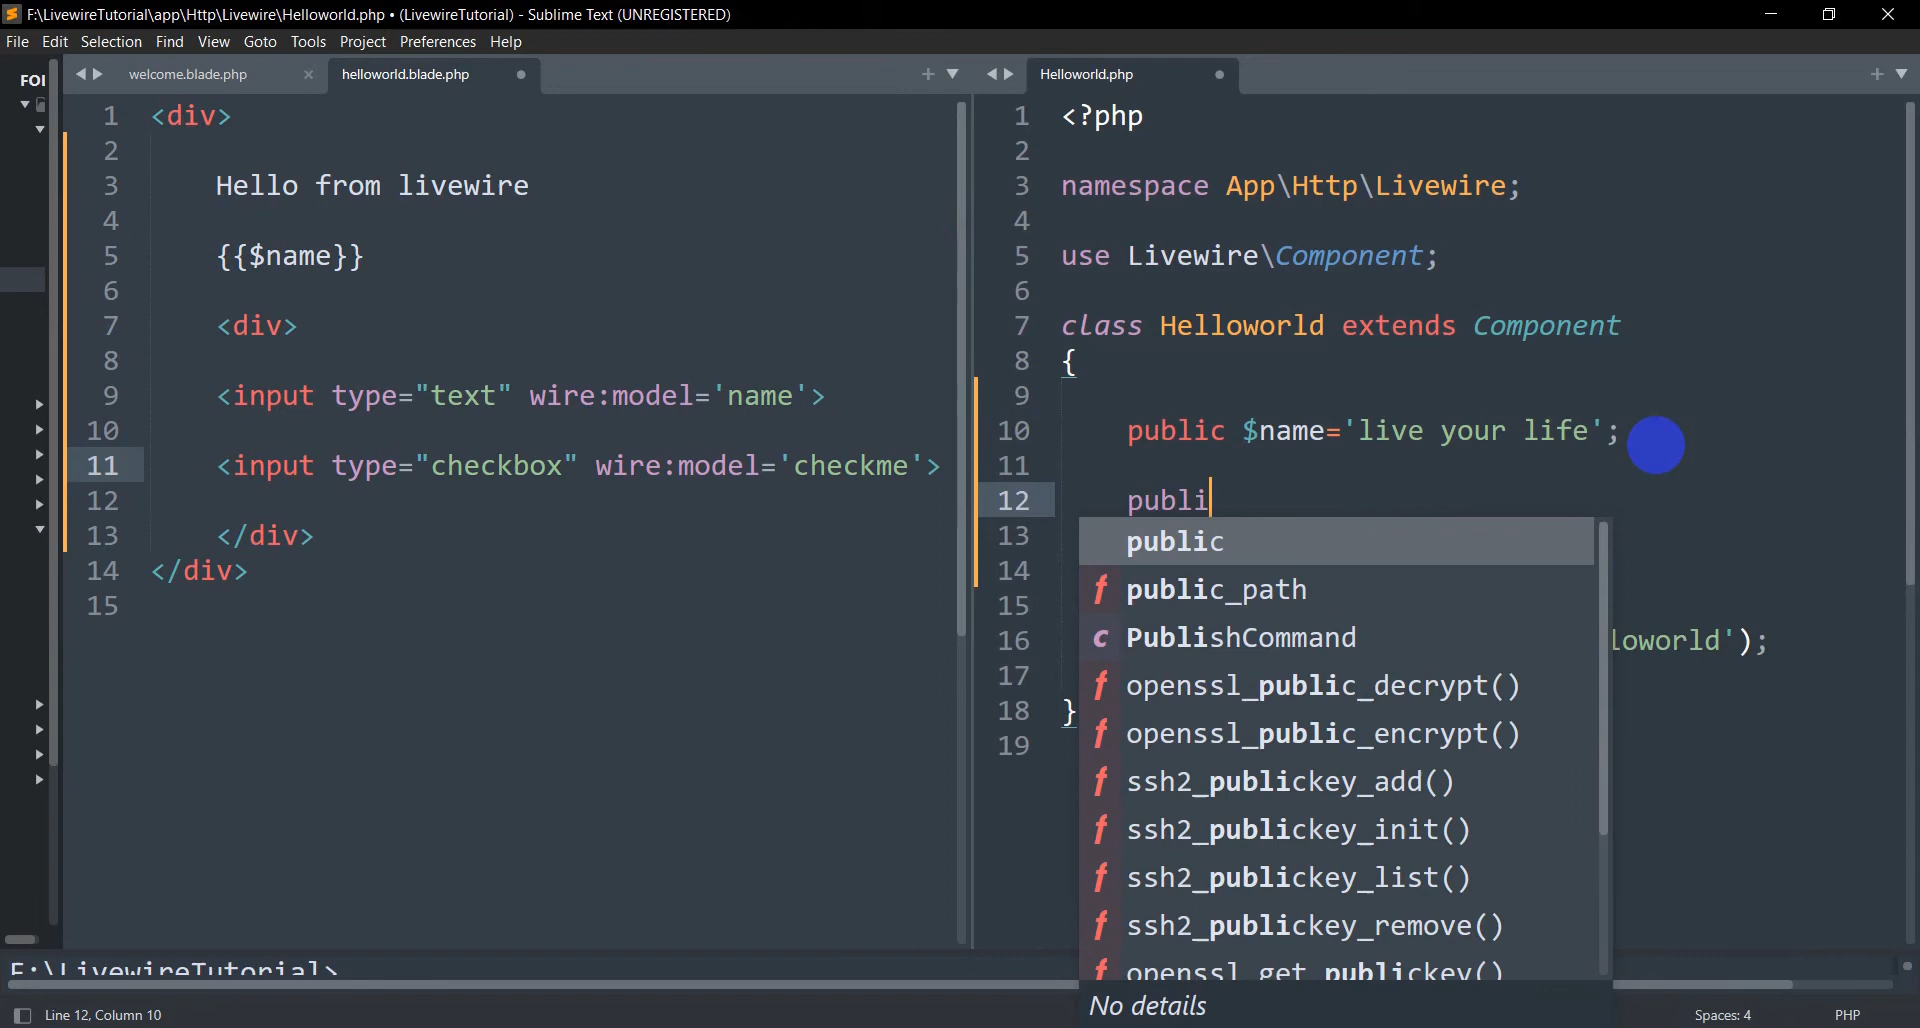 F:\LivewireTutorial\app\Http\Livewire\Helloworld.php • (LivewireTutorial) - Sublime Text (UNREGISTERED)
File Edit Selection Find View Goto Tools Project Preferences Help
FOI
welcome.blade.php
helloworld.blade.php
1 <div>
2
3 Hello from livewire
4
5 {{$name}}
6
7 <div>
8
9 <input type="text" wire:model='name'>
10
11 <input type="checkbox" wire:model='checkme'>
12
13 </div>
14 </div>
15
Helloworld.php
1 <?php
2
3 namespace App\Http\Livewire;
4
5 use Livewire\Component;
6
7 class Helloworld extends Component
8 {
9
10 public $name='live your life';
11
12 publi
13
14
15
16 loworld');
17
18 }
19
public
f public_path
c PublishCommand
f openssl_public_decrypt()
f openssl_public_encrypt()
f ssh2_publickey_add()
f ssh2_publickey_init()
f ssh2_publickey_list()
f ssh2_publickey_remove()
f openssl_get_publickey()
No details
F:\LivewireTutorial>
Line 12, Column 10
Spaces: 4
PHP